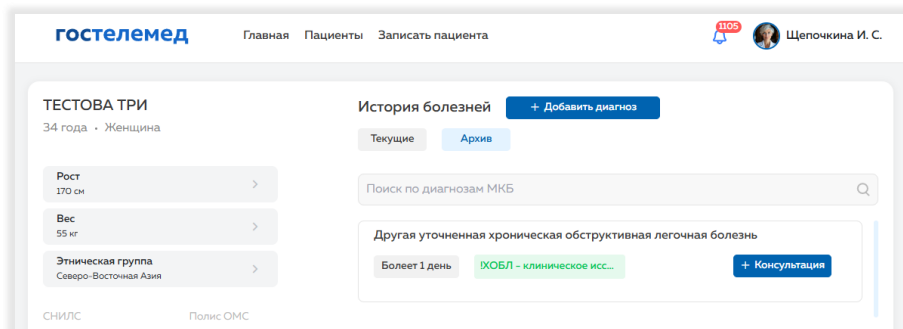 гостелемед Главная Пациенты Записать пациента 1105 Щепочкина И. С.
ТЕСТОВА ТРИ
34 года • Женщина
Рост
170 см
Вес
55 кг
Этническая группа
Северо-Восточная Азия
СНИЛС Полис ОМС
История болезней + Добавить диагноз
Текущие Архив
Поиск по диагнозам МКБ
Другая уточненная хроническая обструктивная легочная болезнь
Болеет 1 день !ХОБЛ - клиническое исс... + Консультация